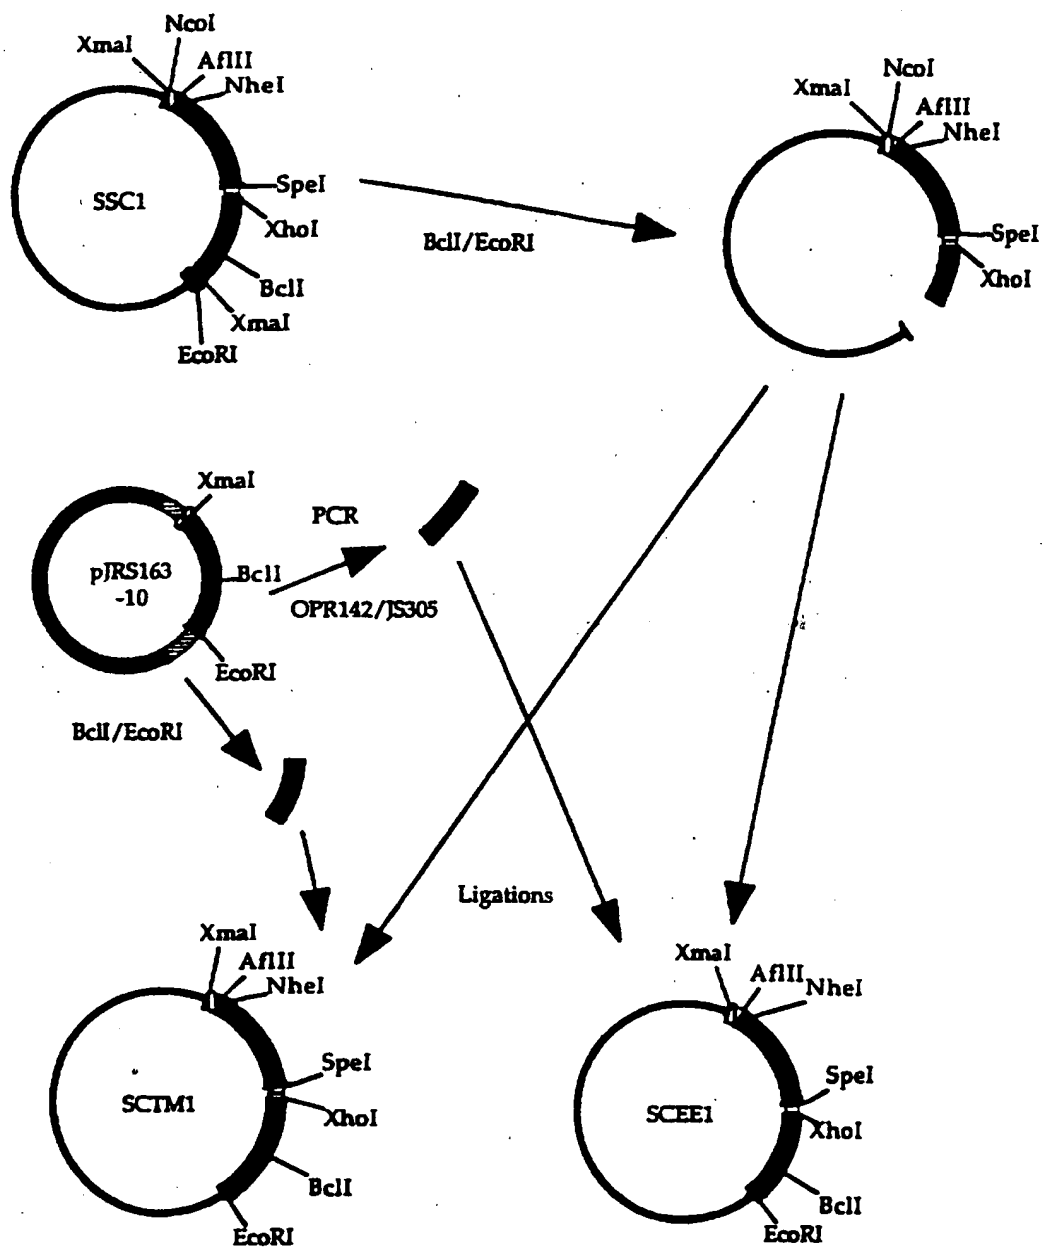 NcoI
XmaI
AflII
NheI
SSC1
SpeI
XhoI
BclI
XmaI
EcoRI
BclI/EcoRI
NcoI
XmaI
AflII
NheI
SpeI
XhoI
XmaI
pJRS163
-10
BclI
EcoRI
PCR
OPR142/JS305
BclI/EcoRI
Ligations
XmaI
AflII
NheI
SCTM1
SpeI
XhoI
BclI
EcoRI
XmaI
AflII
NheI
SCEE1
SpeI
XhoI
BclI
EcoRI